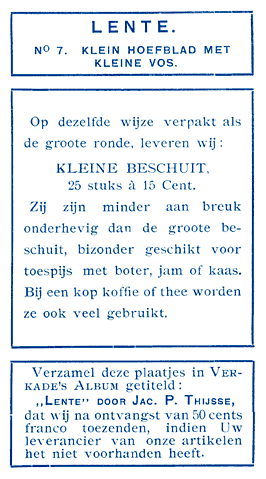 LENTE.
Nº 7. KLEIN HOEFBLAD MET
KLEINE VOS.
Op dezelfde wijze verpakt als
de groote ronde, leveren wij:
KLEINE BESCHUIT,
25 stuks à 15 Cent.
Zij zijn minder aan breuk
onderhevig dan de groote be-
schuit, bizonder geschikt voor
toespijs met boter, jam of kaas.
Bij een kop koffie of thee worden
ze ook veel gebruikt.
Verzamel deze plaatjes in VER-
KADE'S ALBUM getiteld:
„LENTE” DOOR JAC. P. THIJSSE,
dat wij na ontvangst van 50 cents
franco toezenden, indien Uw
leverancier van onze artikelen
het niet voorhanden heeft.